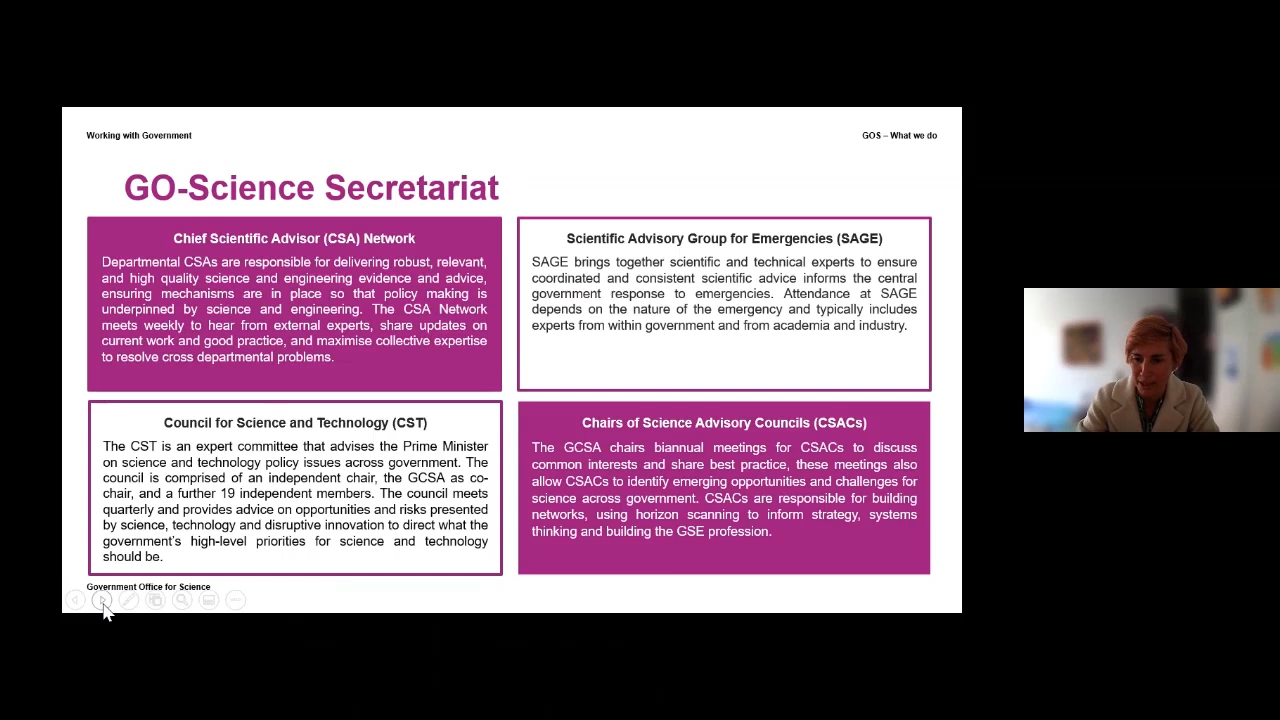 Working with Government
GOS – What we do
GO-Science Secretariat
Chief Scientific Advisor (CSA) Network
Departmental CSAs are responsible for delivering robust, relevant,
and high quality science and engineering evidence and advice,
ensuring mechanisms are in place so that policy making is
underpinned by science and engineering. The CSA Network
meets weekly to hear from external experts, share updates on
current work and good practice, and maximise collective expertise
to resolve cross departmental problems.
Scientific Advisory Group for Emergencies (SAGE)
SAGE brings together scientific and technical experts to ensure
coordinated and consistent scientific advice informs the central
government response to emergencies. Attendance at SAGE
depends on the nature of the emergency and typically includes
experts from within government and from academia and industry.
Council for Science and Technology (CST)
The CST is an expert committee that advises the Prime Minister
on science and technology policy issues across government. The
council is comprised of an independent chair, the GCSA as co-
chair, and a further 19 independent members. The council meets
quarterly and provides advice on opportunities and risks presented
by science, technology and disruptive innovation to direct what the
government's high-level priorities for science and technology
should be.
Chairs of Science Advisory Councils (CSACs)
The GCSA chairs biannual meetings for CSACs to discuss
common interests and share best practice, these meetings also
allow CSACs to identify emerging opportunities and challenges for
science across government. CSACs are responsible for building
networks, using horizon scanning to inform strategy, systems
thinking and building the GSE profession.
Government Office for Science